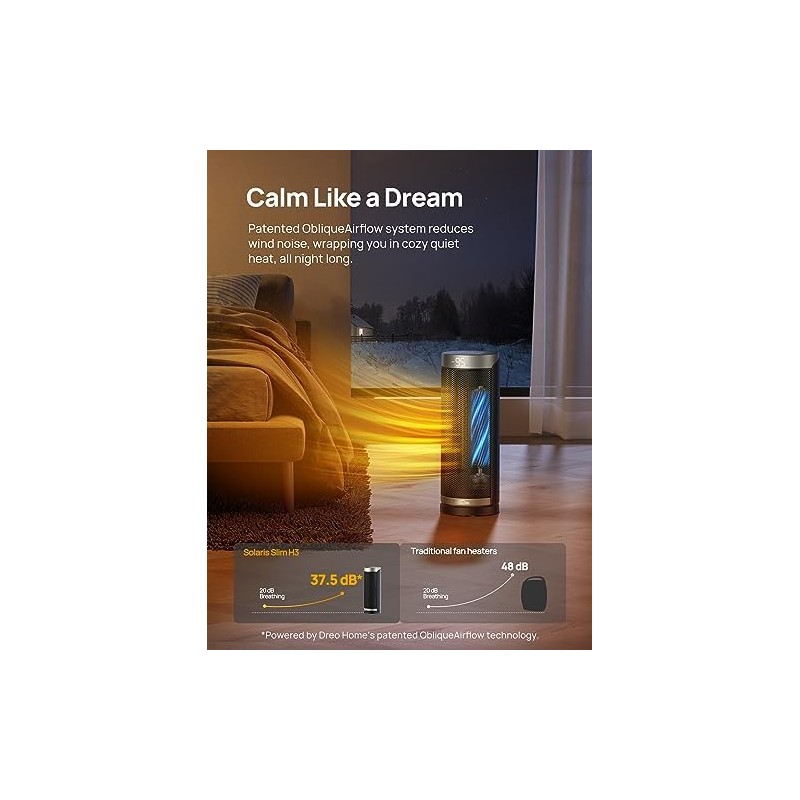 Calm Like a Dream
Patented ObliqueAirflow system reduces
wind noise, wrapping you in cozy quiet
heat, all night long.
Solaris Slim H3
37.5 dB*
20 dB
Breathing
Traditional fan heaters
48 dB
20 dB
Breathing
*Powered by Dreo Home's patented ObliqueAirflow technology.